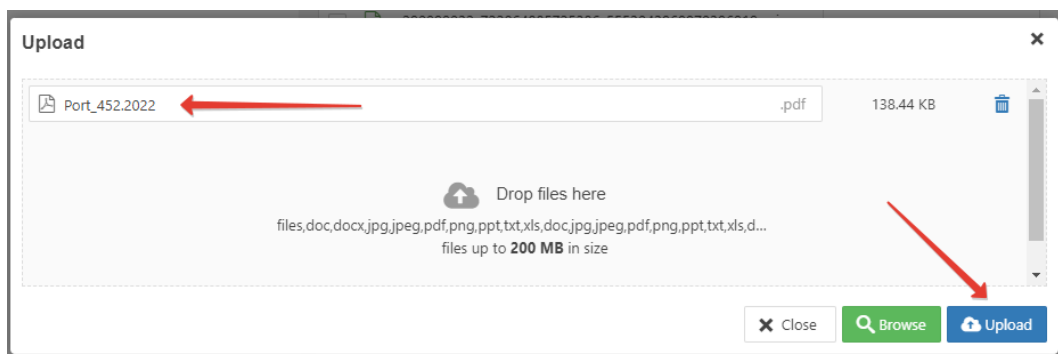 Upload
Port_452.2022 .pdf 138.44 KB
Drop files here
files,doc,docx,jpg,jpeg,pdf,png,ppt,txt,xls,doc,jpg,jpeg,pdf,png,ppt,txt,xls,d...
files up to 200 MB in size
Close Browse Upload